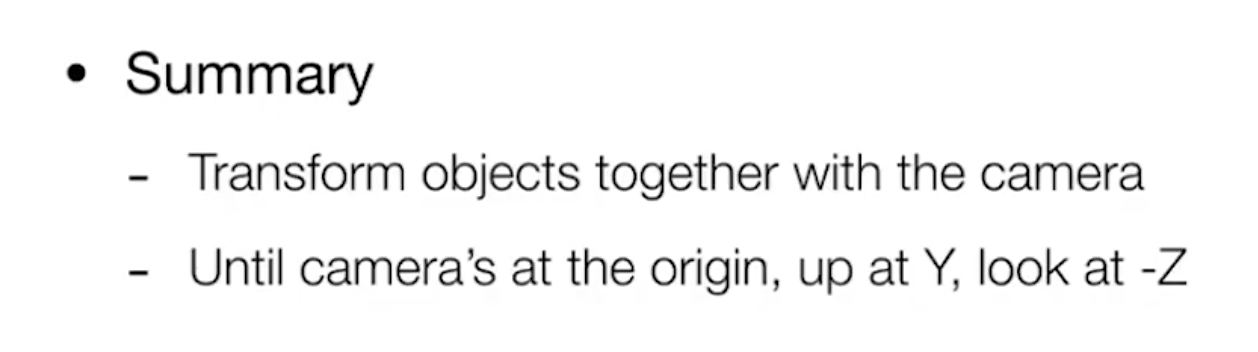 • Summary
- Transform objects together with the camera
- Until camera's at the origin, up at Y, look at -Z